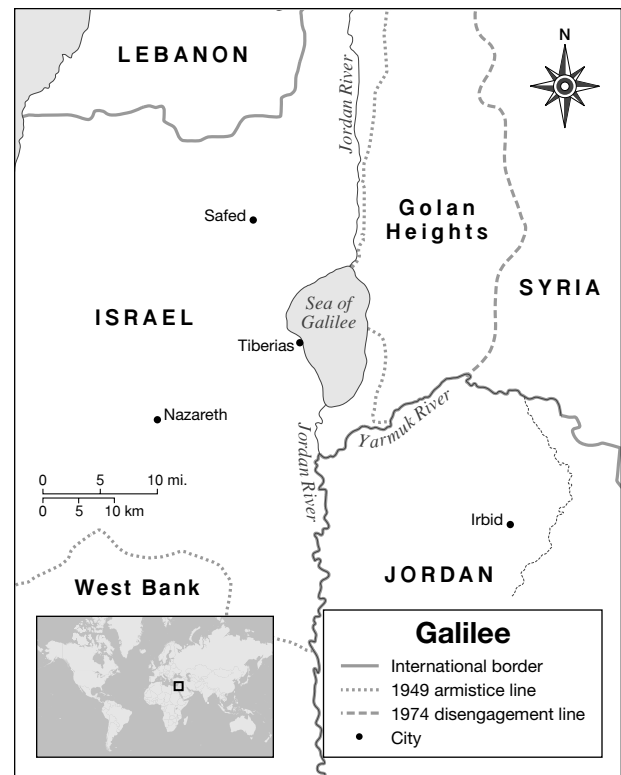 LEBANON
N
Jordan River
Safed
Golan
Heights
SYRIA
Sea of
Galilee
ISRAEL
Tiberias
Nazareth
Jordan River
Yarmuk River
0 5 10 mi.
0 5 10 km
Irbid
West Bank
JORDAN
Galilee
International border
1949 armistice line
1974 disengagement line
City